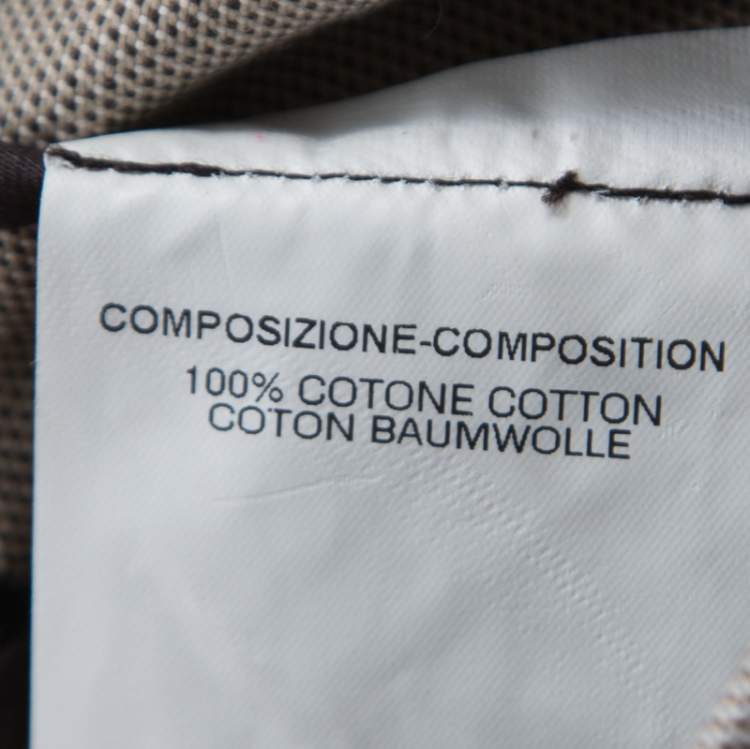 COMPOSIZIONE-COMPOSITION
100% COTONE COTTON
COTON BAUMWOLLE